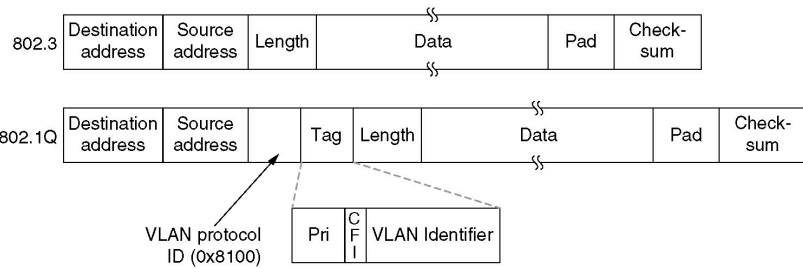 802.3
Destination
address
Source
address
Length
Data
Pad
Check-
sum
802.1Q
Destination
address
Source
address
Tag
Length
Data
Pad
Check-
sum
VLAN protocol
ID (0x8100)
Pri
C
F
I
VLAN Identifier